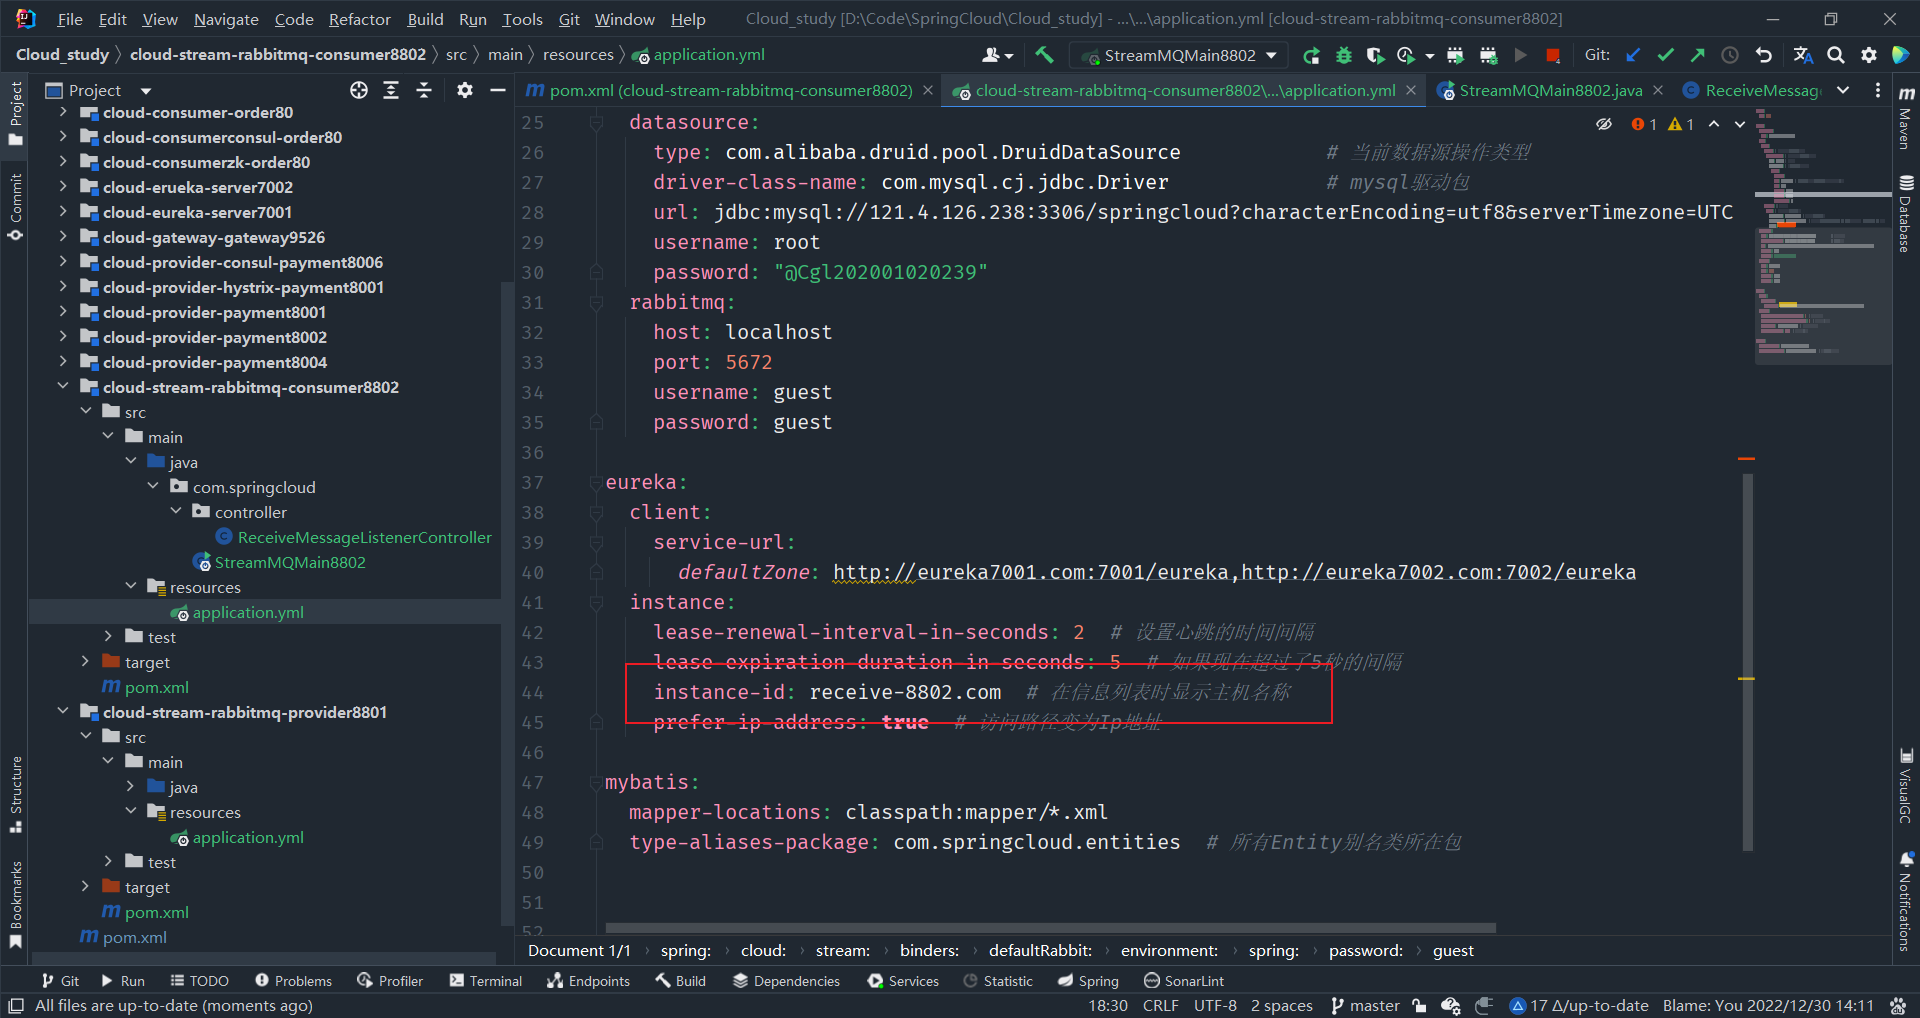 File Edit View Navigate Code Refactor Build Run Tools Git Window Help Cloud_study [D:\Code\SpringCloud\Cloud_study] - ...\...\application.yml [cloud-stream-rabbitmq-consumer8802]
Cloud_study cloud-stream-rabbitmq-consumer8802 src main resources application.yml StreamMQMain8802 Git:
Project
pom.xml (cloud-stream-rabbitmq-consumer8802) cloud-stream-rabbitmq-consumer8802\...\application.yml StreamMQMain8802.java ReceiveMessag
Project
Commit
Structure
Bookmarks
cloud-consumer-order80
cloud-consumerconsul-order80
cloud-consumerzk-order80
cloud-erueka-server7002
cloud-eureka-server7001
cloud-gateway-gateway9526
cloud-provider-consul-payment8006
cloud-provider-hystrix-payment8001
cloud-provider-payment8001
cloud-provider-payment8002
cloud-provider-payment8004
cloud-stream-rabbitmq-consumer8802
src
main
java
com.springcloud
controller
ReceiveMessageListenerController
StreamMQMain8802
resources
application.yml
test
target
pom.xml
cloud-stream-rabbitmq-provider8801
src
main
java
resources
application.yml
test
target
pom.xml
pom.xml
1 1
25 datasource:
26 type: com.alibaba.druid.pool.DruidDataSource # 当前数据源操作类型
27 driver-class-name: com.mysql.cj.jdbc.Driver # mysql驱动包
28 url: jdbc:mysql://121.4.126.238:3306/springcloud?characterEncoding=utf8&serverTimezone=UTC
29 username: root
30 password: "@Cgl202001020239"
31 rabbitmq:
32 host: localhost
33 port: 5672
34 username: guest
35 password: guest
36
37 eureka:
38 client:
39 service-url:
40 defaultZone: http://eureka7001.com:7001/eureka,http://eureka7002.com:7002/eureka
41 instance:
42 lease-renewal-interval-in-seconds: 2 # 设置心跳的时间间隔
43 lease-expiration-duration-in-seconds: 5 # 如果现在超过了5秒的间隔
44 instance-id: receive-8802.com # 在信息列表时显示主机名称
45 prefer-ip-address: true # 访问路径变为Ip地址
46
47 mybatis:
48 mapper-locations: classpath:mapper/*.xml
49 type-aliases-package: com.springcloud.entities # 所有Entity别名类所在包
50
51
52
Maven
Database
VisualGC
Notifications
Document 1/1 › spring: › cloud: › stream: › binders: › defaultRabbit: › environment: › spring: › password: › guest
Git Run TODO Problems Profiler Terminal Endpoints Build Dependencies Services Statistic Spring SonarLint
All files are up-to-date (moments ago) 18:30 CRLF UTF-8 2 spaces master 17 Δ/up-to-date Blame: You 2022/12/30 14:11